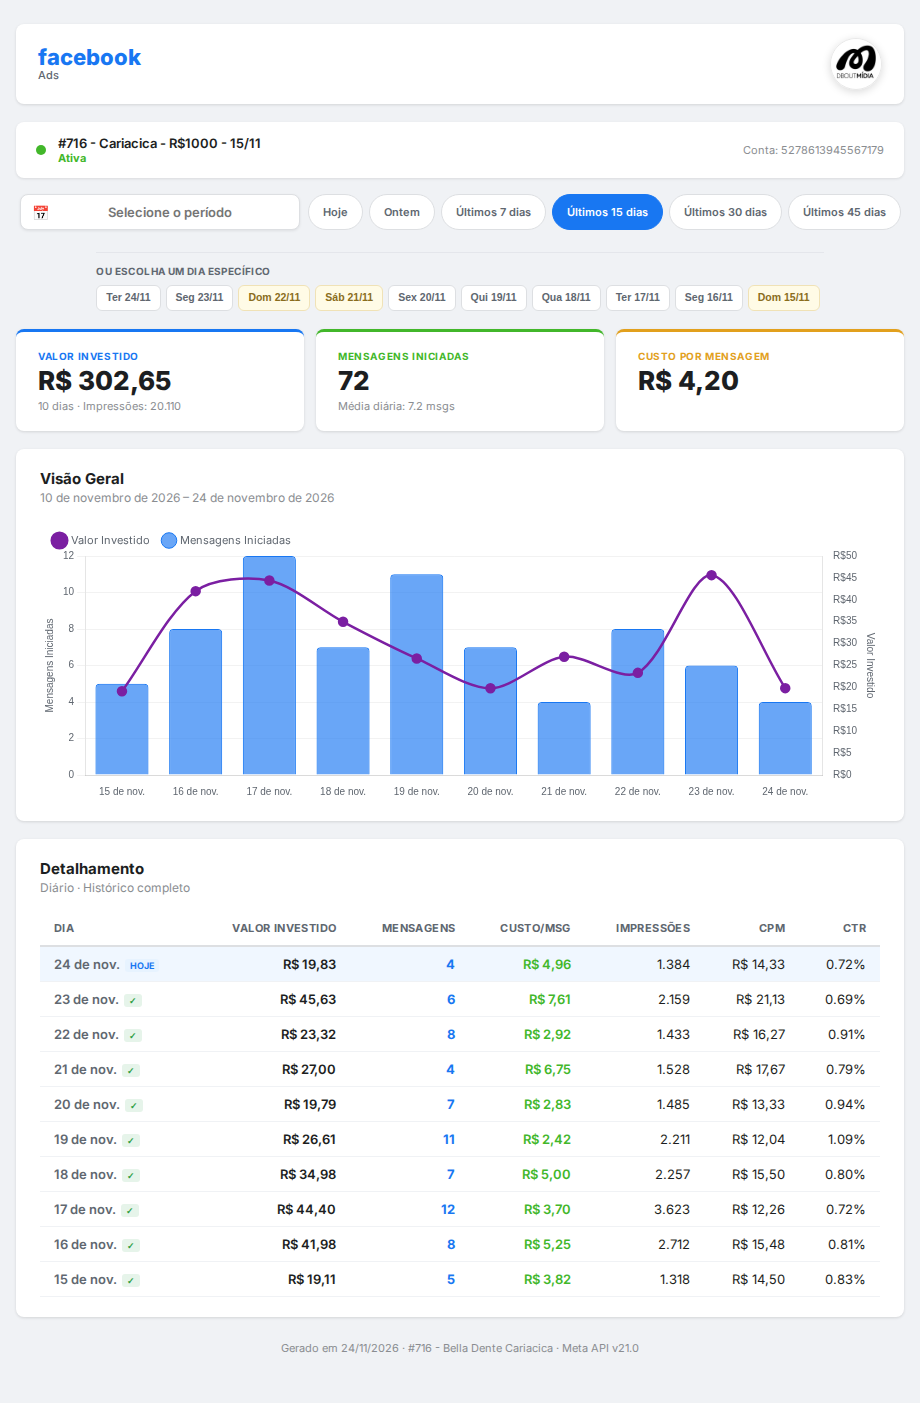 facebook
Ads
DBOUTMÍDIA
#716 - Cariacica - R$1000 - 15/11
Ativa
Conta: 5278613945567179
📅 Selecione o período
Hoje
Ontem
Últimos 7 dias
Últimos 15 dias
Últimos 30 dias
Últimos 45 dias
OU ESCOLHA UM DIA ESPECÍFICO
Ter 24/11
Seg 23/11
Dom 22/11
Sáb 21/11
Sex 20/11
Qui 19/11
Qua 18/11
Ter 17/11
Seg 16/11
Dom 15/11
VALOR INVESTIDO
R$ 302,65
10 dias · Impressões: 20.110
MENSAGENS INICIADAS
72
Média diária: 7.2 msgs
CUSTO POR MENSAGEM
R$ 4,20
Visão Geral
10 de novembro de 2026 – 24 de novembro de 2026
Valor Investido Mensagens Iniciadas
Mensagens Iniciadas
12
10
8
6
4
2
0
R$50
R$45
R$40
R$35
R$30
R$25
R$20
R$15
R$10
R$5
R$0
Valor Investido
15 de nov. 16 de nov. 17 de nov. 18 de nov. 19 de nov. 20 de nov. 21 de nov. 22 de nov. 23 de nov. 24 de nov.
Detalhamento
Diário · Histórico completo
DIA VALOR INVESTIDO MENSAGENS CUSTO/MSG IMPRESSÕES CPM CTR
24 de nov. HOJE R$ 19,83 4 R$ 4,96 1.384 R$ 14,33 0.72%
23 de nov. ✓ R$ 45,63 6 R$ 7,61 2.159 R$ 21,13 0.69%
22 de nov. ✓ R$ 23,32 8 R$ 2,92 1.433 R$ 16,27 0.91%
21 de nov. ✓ R$ 27,00 4 R$ 6,75 1.528 R$ 17,67 0.79%
20 de nov. ✓ R$ 19,79 7 R$ 2,83 1.485 R$ 13,33 0.94%
19 de nov. ✓ R$ 26,61 11 R$ 2,42 2.211 R$ 12,04 1.09%
18 de nov. ✓ R$ 34,98 7 R$ 5,00 2.257 R$ 15,50 0.80%
17 de nov. ✓ R$ 44,40 12 R$ 3,70 3.623 R$ 12,26 0.72%
16 de nov. ✓ R$ 41,98 8 R$ 5,25 2.712 R$ 15,48 0.81%
15 de nov. ✓ R$ 19,11 5 R$ 3,82 1.318 R$ 14,50 0.83%
Gerado em 24/11/2026 · #716 - Bella Dente Cariacica · Meta API v21.0